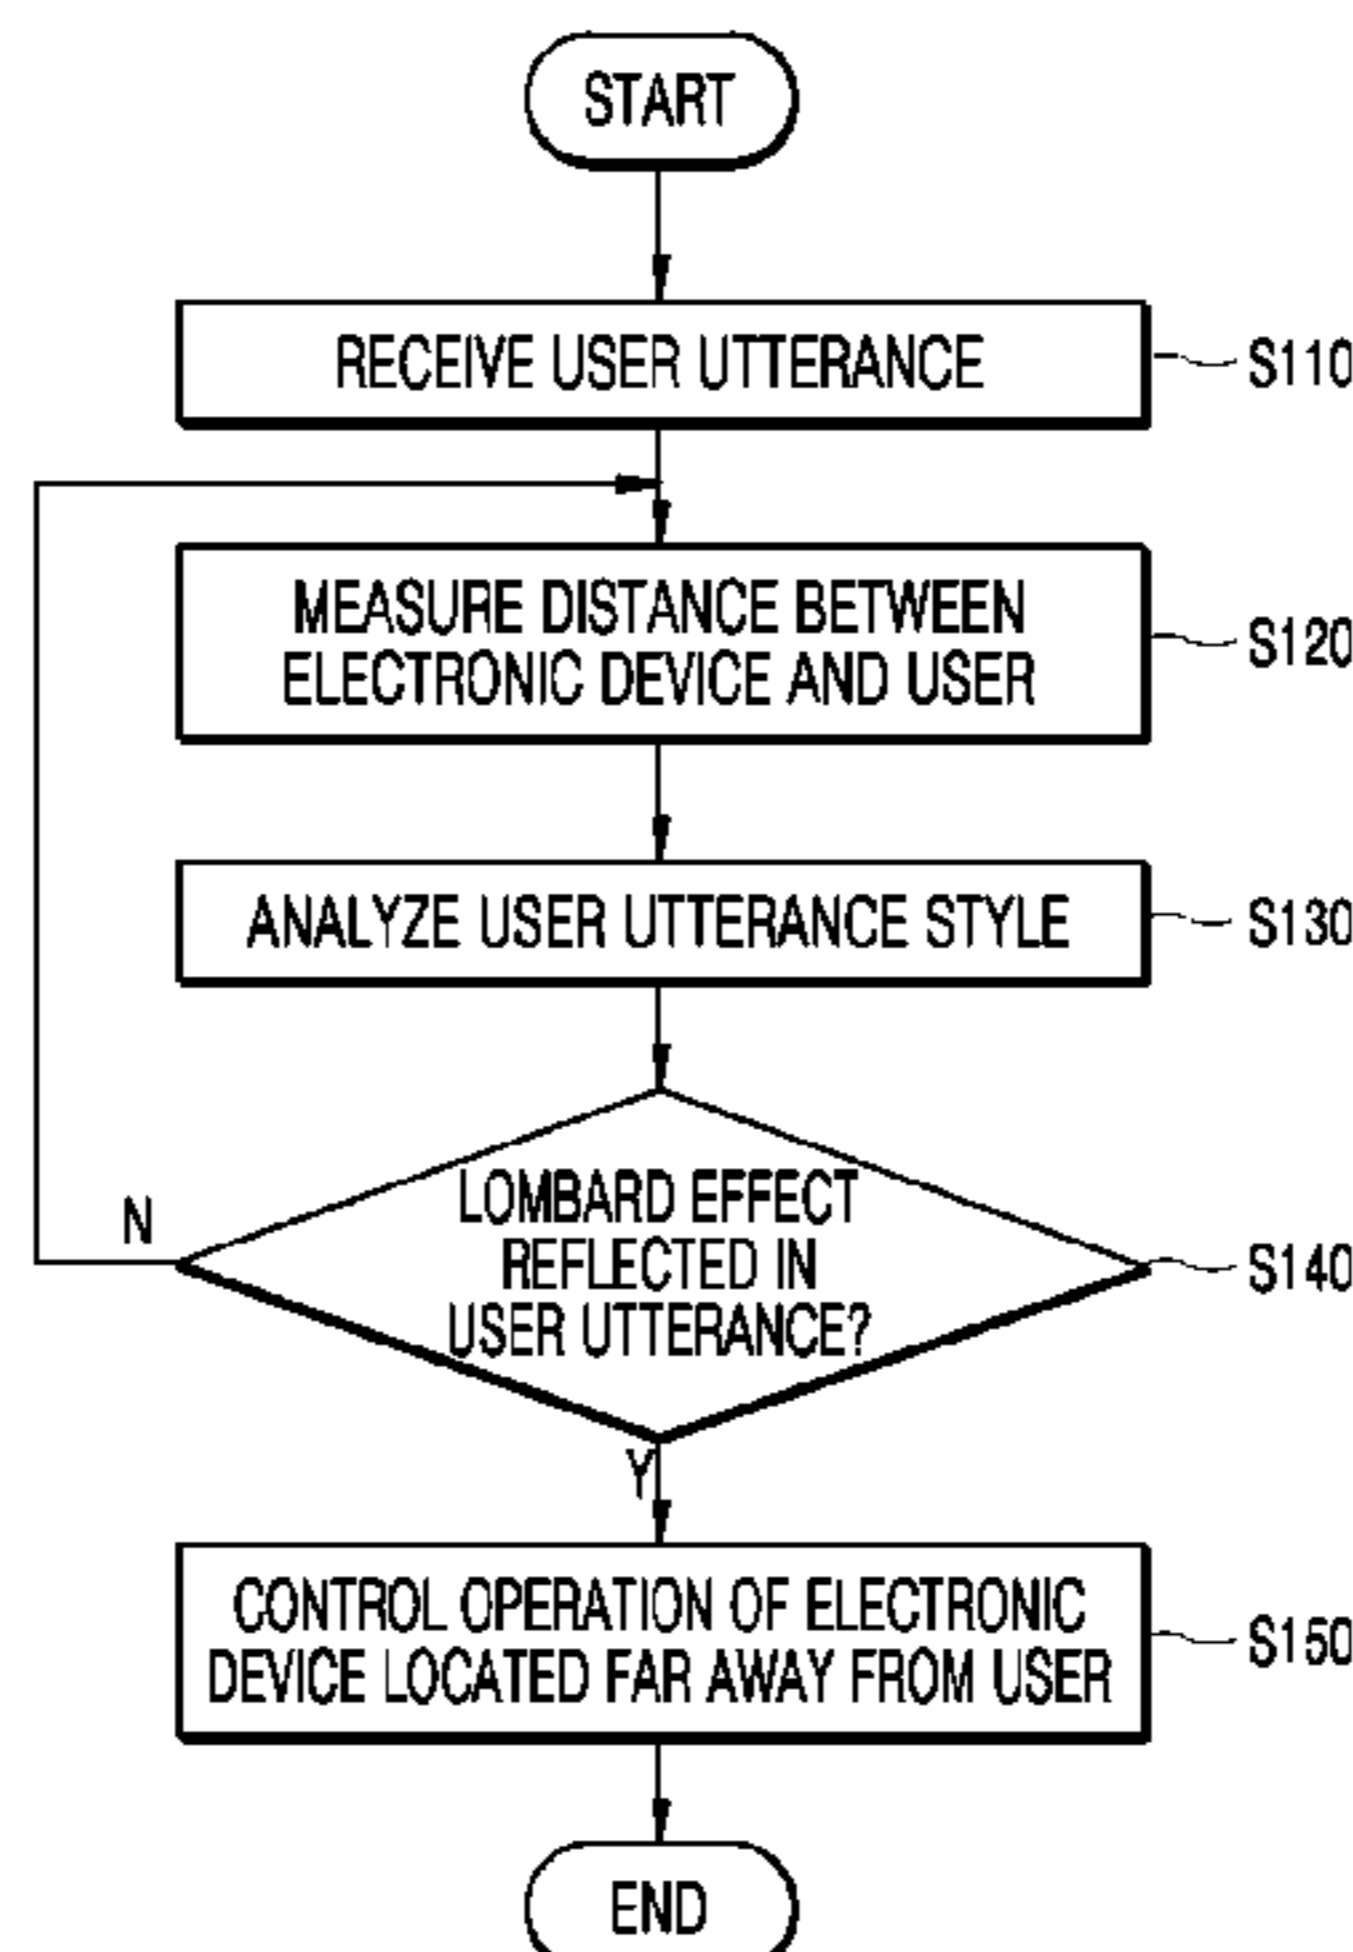 START
RECEIVE USER UTTERANCE
S110
MEASURE DISTANCE BETWEEN
ELECTRONIC DEVICE AND USER
S120
ANALYZE USER UTTERANCE STYLE
S130
LOMBARD EFFECT
REFLECTED IN
USER UTTERANCE?
S140
N
Y
CONTROL OPERATION OF ELECTRONIC
DEVICE LOCATED FAR AWAY FROM USER
S150
END